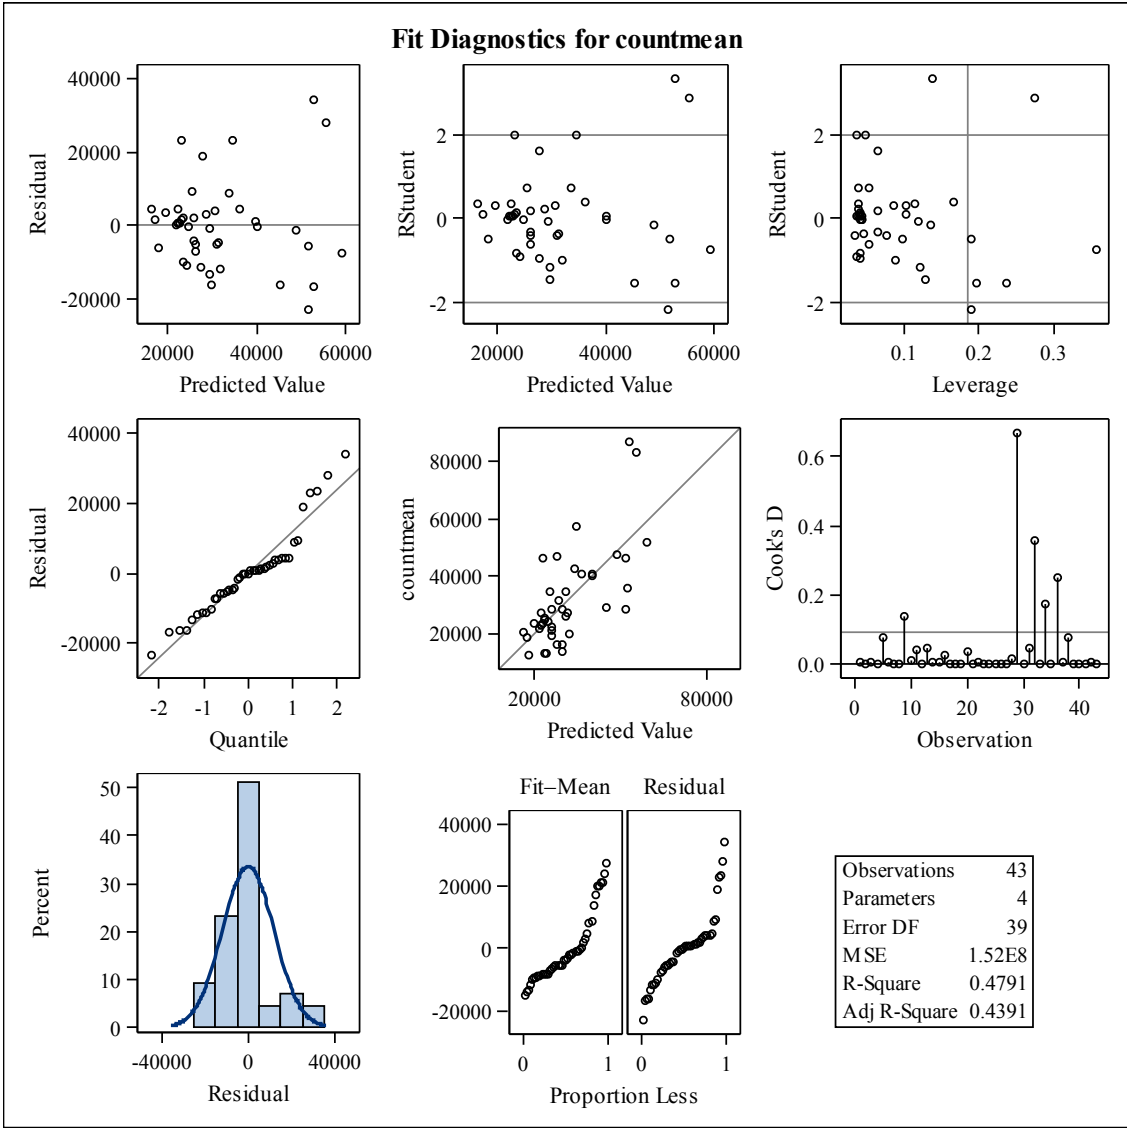 Fit Diagnostics for countmean
40000
20000
0
-20000
Residual
20000 40000 60000
Predicted Value
2
0
-2
RStudent
20000 40000 60000
Predicted Value
2
0
-2
RStudent
0.1 0.2 0.3
Leverage
40000
20000
0
-20000
Residual
-2 -1 0 1 2
Quantile
80000
60000
40000
20000
countmean
20000 80000
Predicted Value
0.6
0.4
0.2
0.0
Cook's D
0 10 20 30 40
Observation
50
40
30
20
10
0
Percent
-40000 0 40000
Residual
Fit–Mean Residual
40000
20000
0
-20000
0 1 0 1
Proportion Less
Observations 43
Parameters 4
Error DF 39
MSE 1.52E8
R-Square 0.4791
Adj R-Square 0.4391